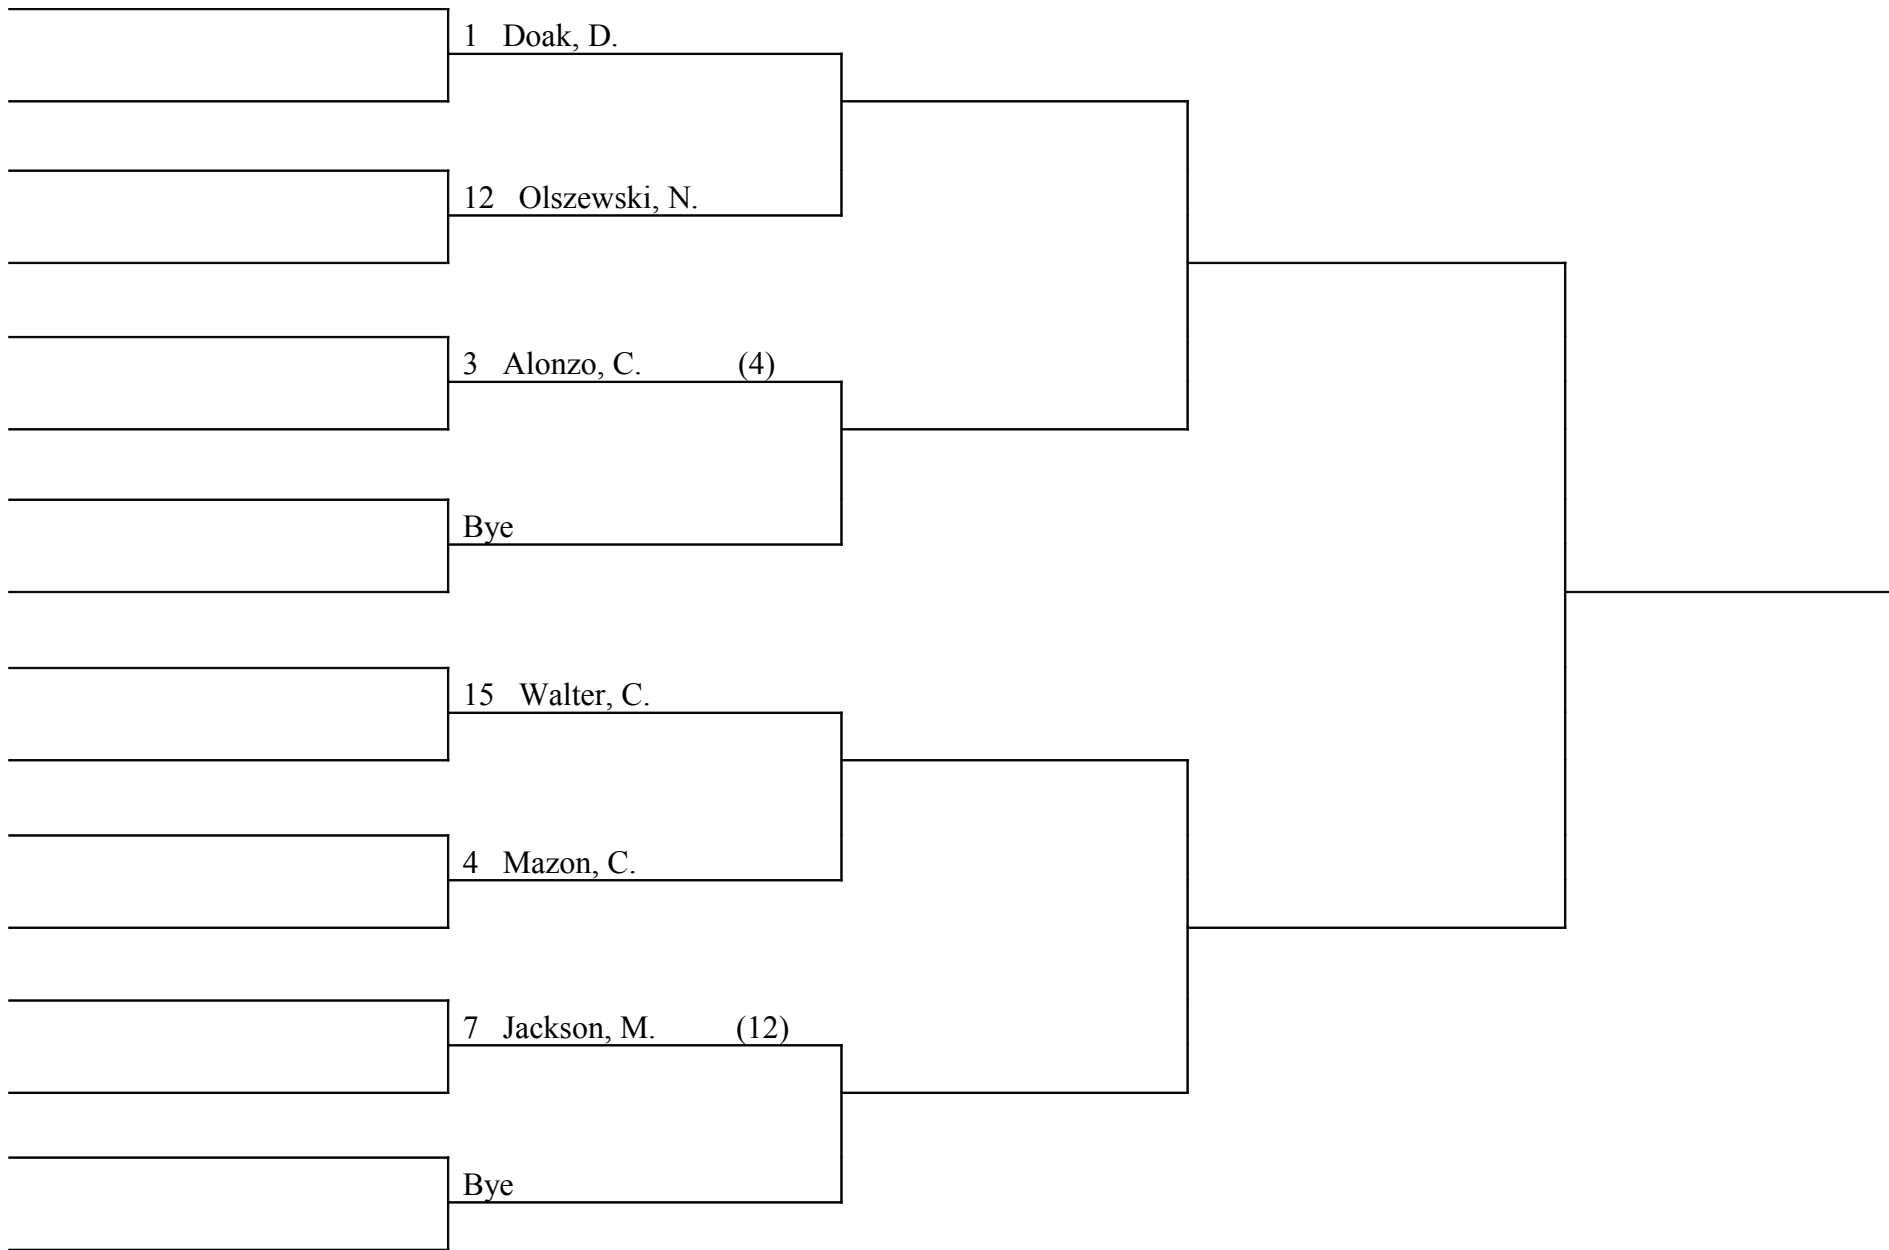 1 Doak, D.
12 Olszewski, N.
3 Alonzo, C. (4)
Bye
15 Walter, C.
4 Mazon, C.
7 Jackson, M. (12)
Bye